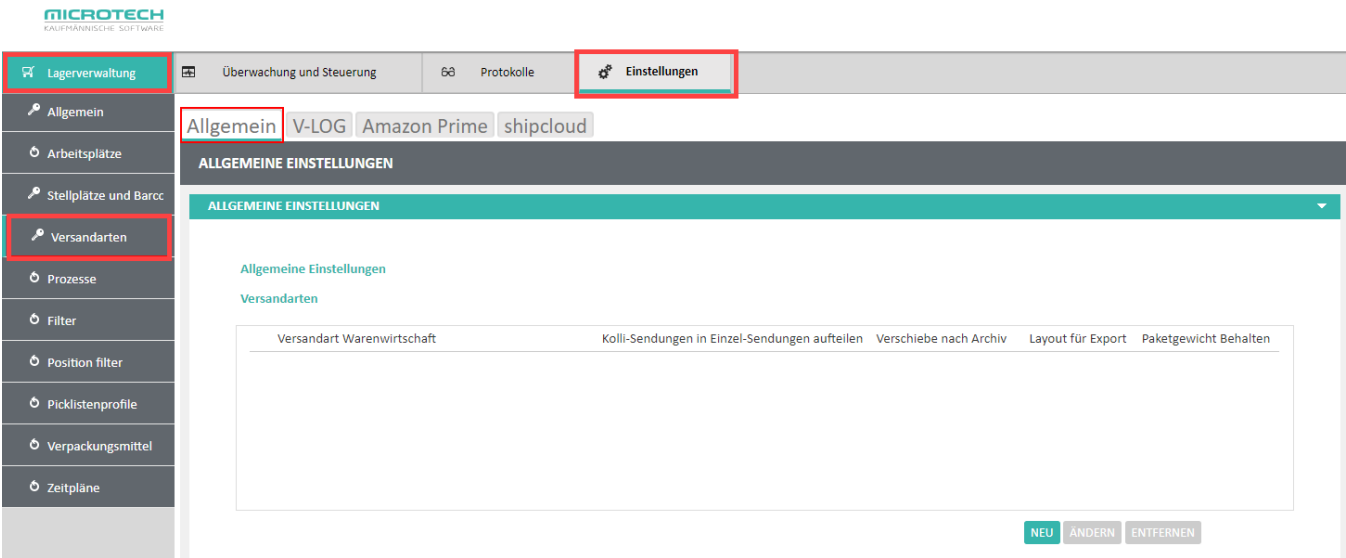 MICROTECH
KAUFMÄNNISCHE SOFTWARE
Lagerverwaltung
Überwachung und Steuerung
Protokolle
Einstellungen
Allgemein
Arbeitsplätze
Stellplätze und Barcc
Versandarten
Prozesse
Filter
Position filter
Picklistenprofile
Verpackungsmittel
Zeitpläne
Allgemein V-LOG Amazon Prime shipcloud
ALLGEMEINE EINSTELLUNGEN
ALLGEMEINE EINSTELLUNGEN
Allgemeine Einstellungen
Versandarten
Versandart Warenwirtschaft Kolli-Sendungen in Einzel-Sendungen aufteilen Verschiebe nach Archiv Layout für Export Paketgewicht Behalten
NEU ÄNDERN ENTFERNEN